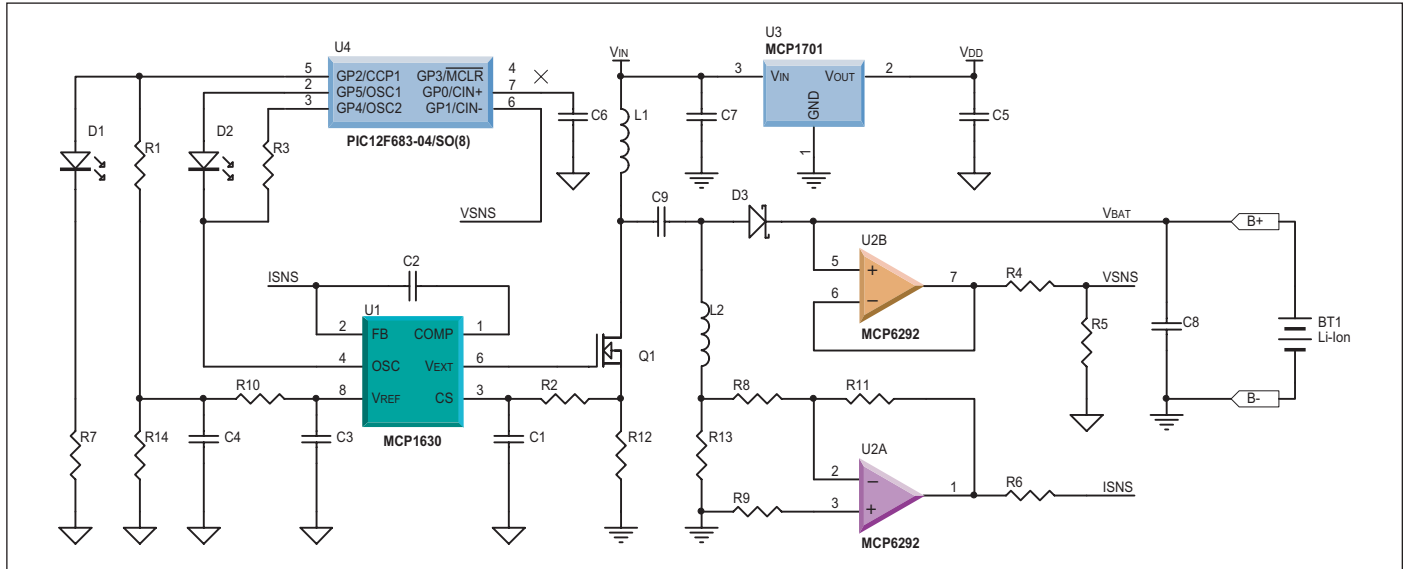 U4
5 GP2/CCP1 GP3/MCLR 4
2 GP5/OSC1 GP0/CIN+ 7
3 GP4/OSC2 GP1/CIN- 6
PIC12F683-04/SO(8)
D1
R1
D2
R3
C6
VSNS
VIN
L1
C7
U3
MCP1701
3 VIN VOUT 2
GND
1
VDD
C5
C9
D3
VBAT
B+
U2B
5 +
6 −
7
MCP6292
R4
VSNS
R5
C8
BT1
Li-Ion
B-
ISNS
C2
U1
2 FB COMP 1
4 OSC VEXT 6
8 VREF CS 3
MCP1630
Q1
L2
R10
R2
R7
R14
C4
C3
C1
R12
R8
R11
R13
R9
U2A
2 −
3 +
1
MCP6292
R6
ISNS